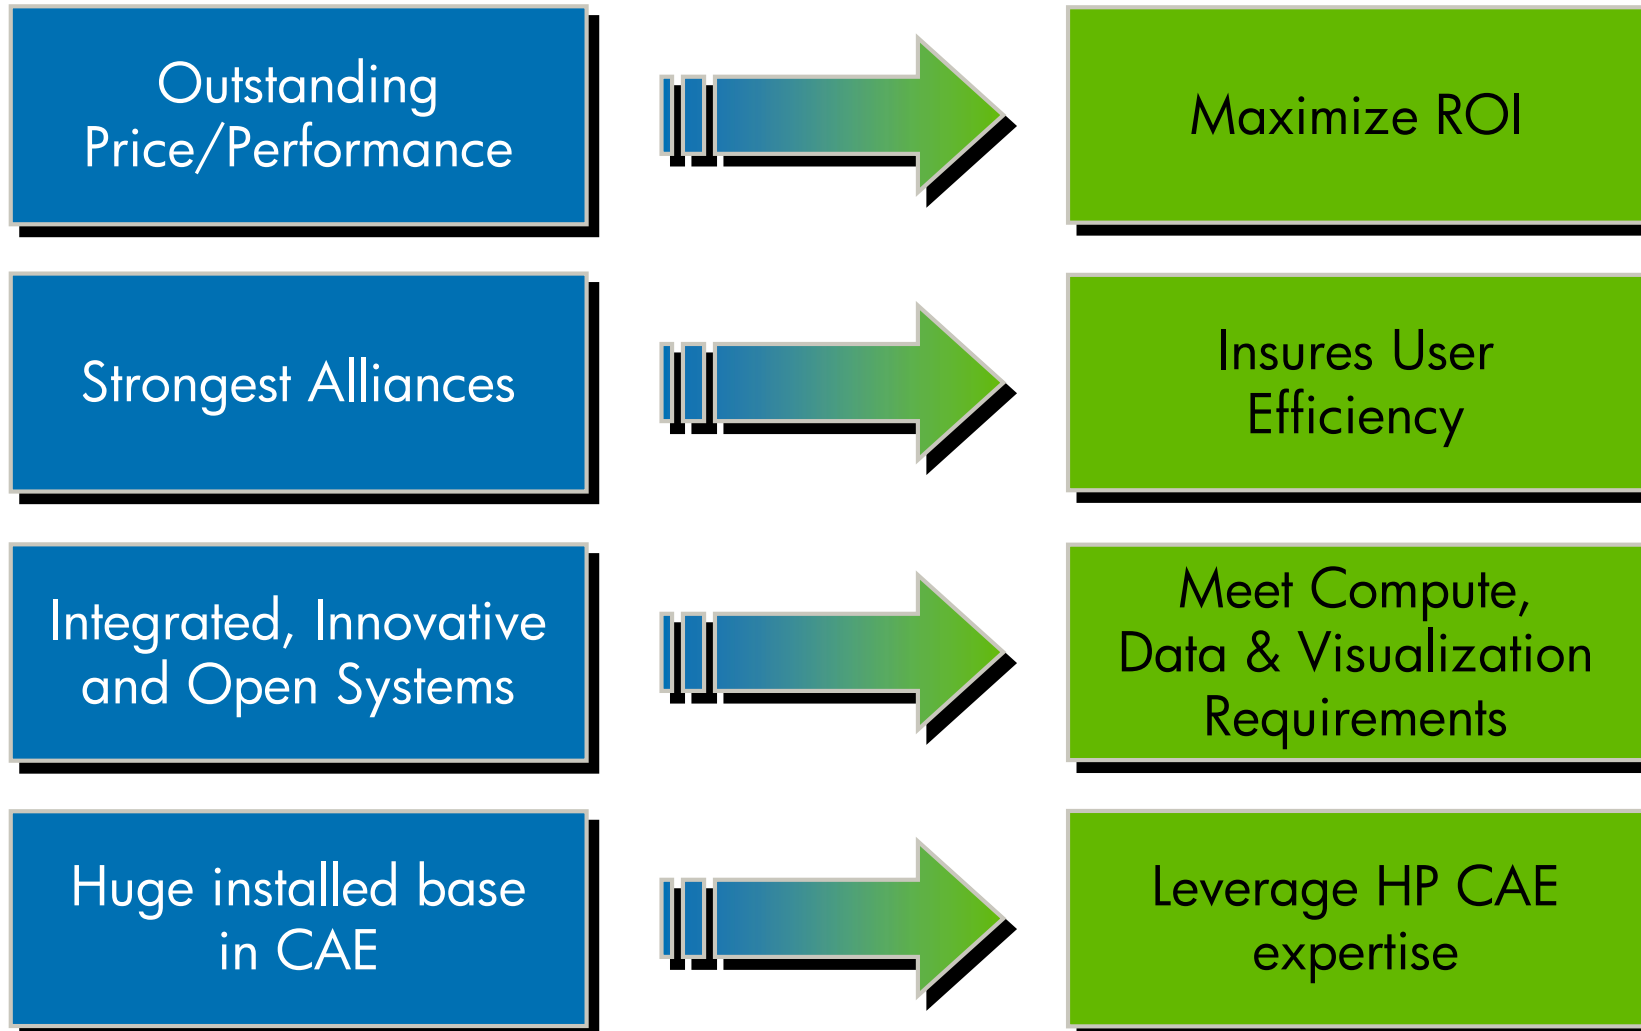 Outstanding
Price/Performance
Maximize ROI
Strongest Alliances
Insures User
Efficiency
Integrated, Innovative
and Open Systems
Meet Compute,
Data & Visualization
Requirements
Huge installed base
in CAE
Leverage HP CAE
expertise